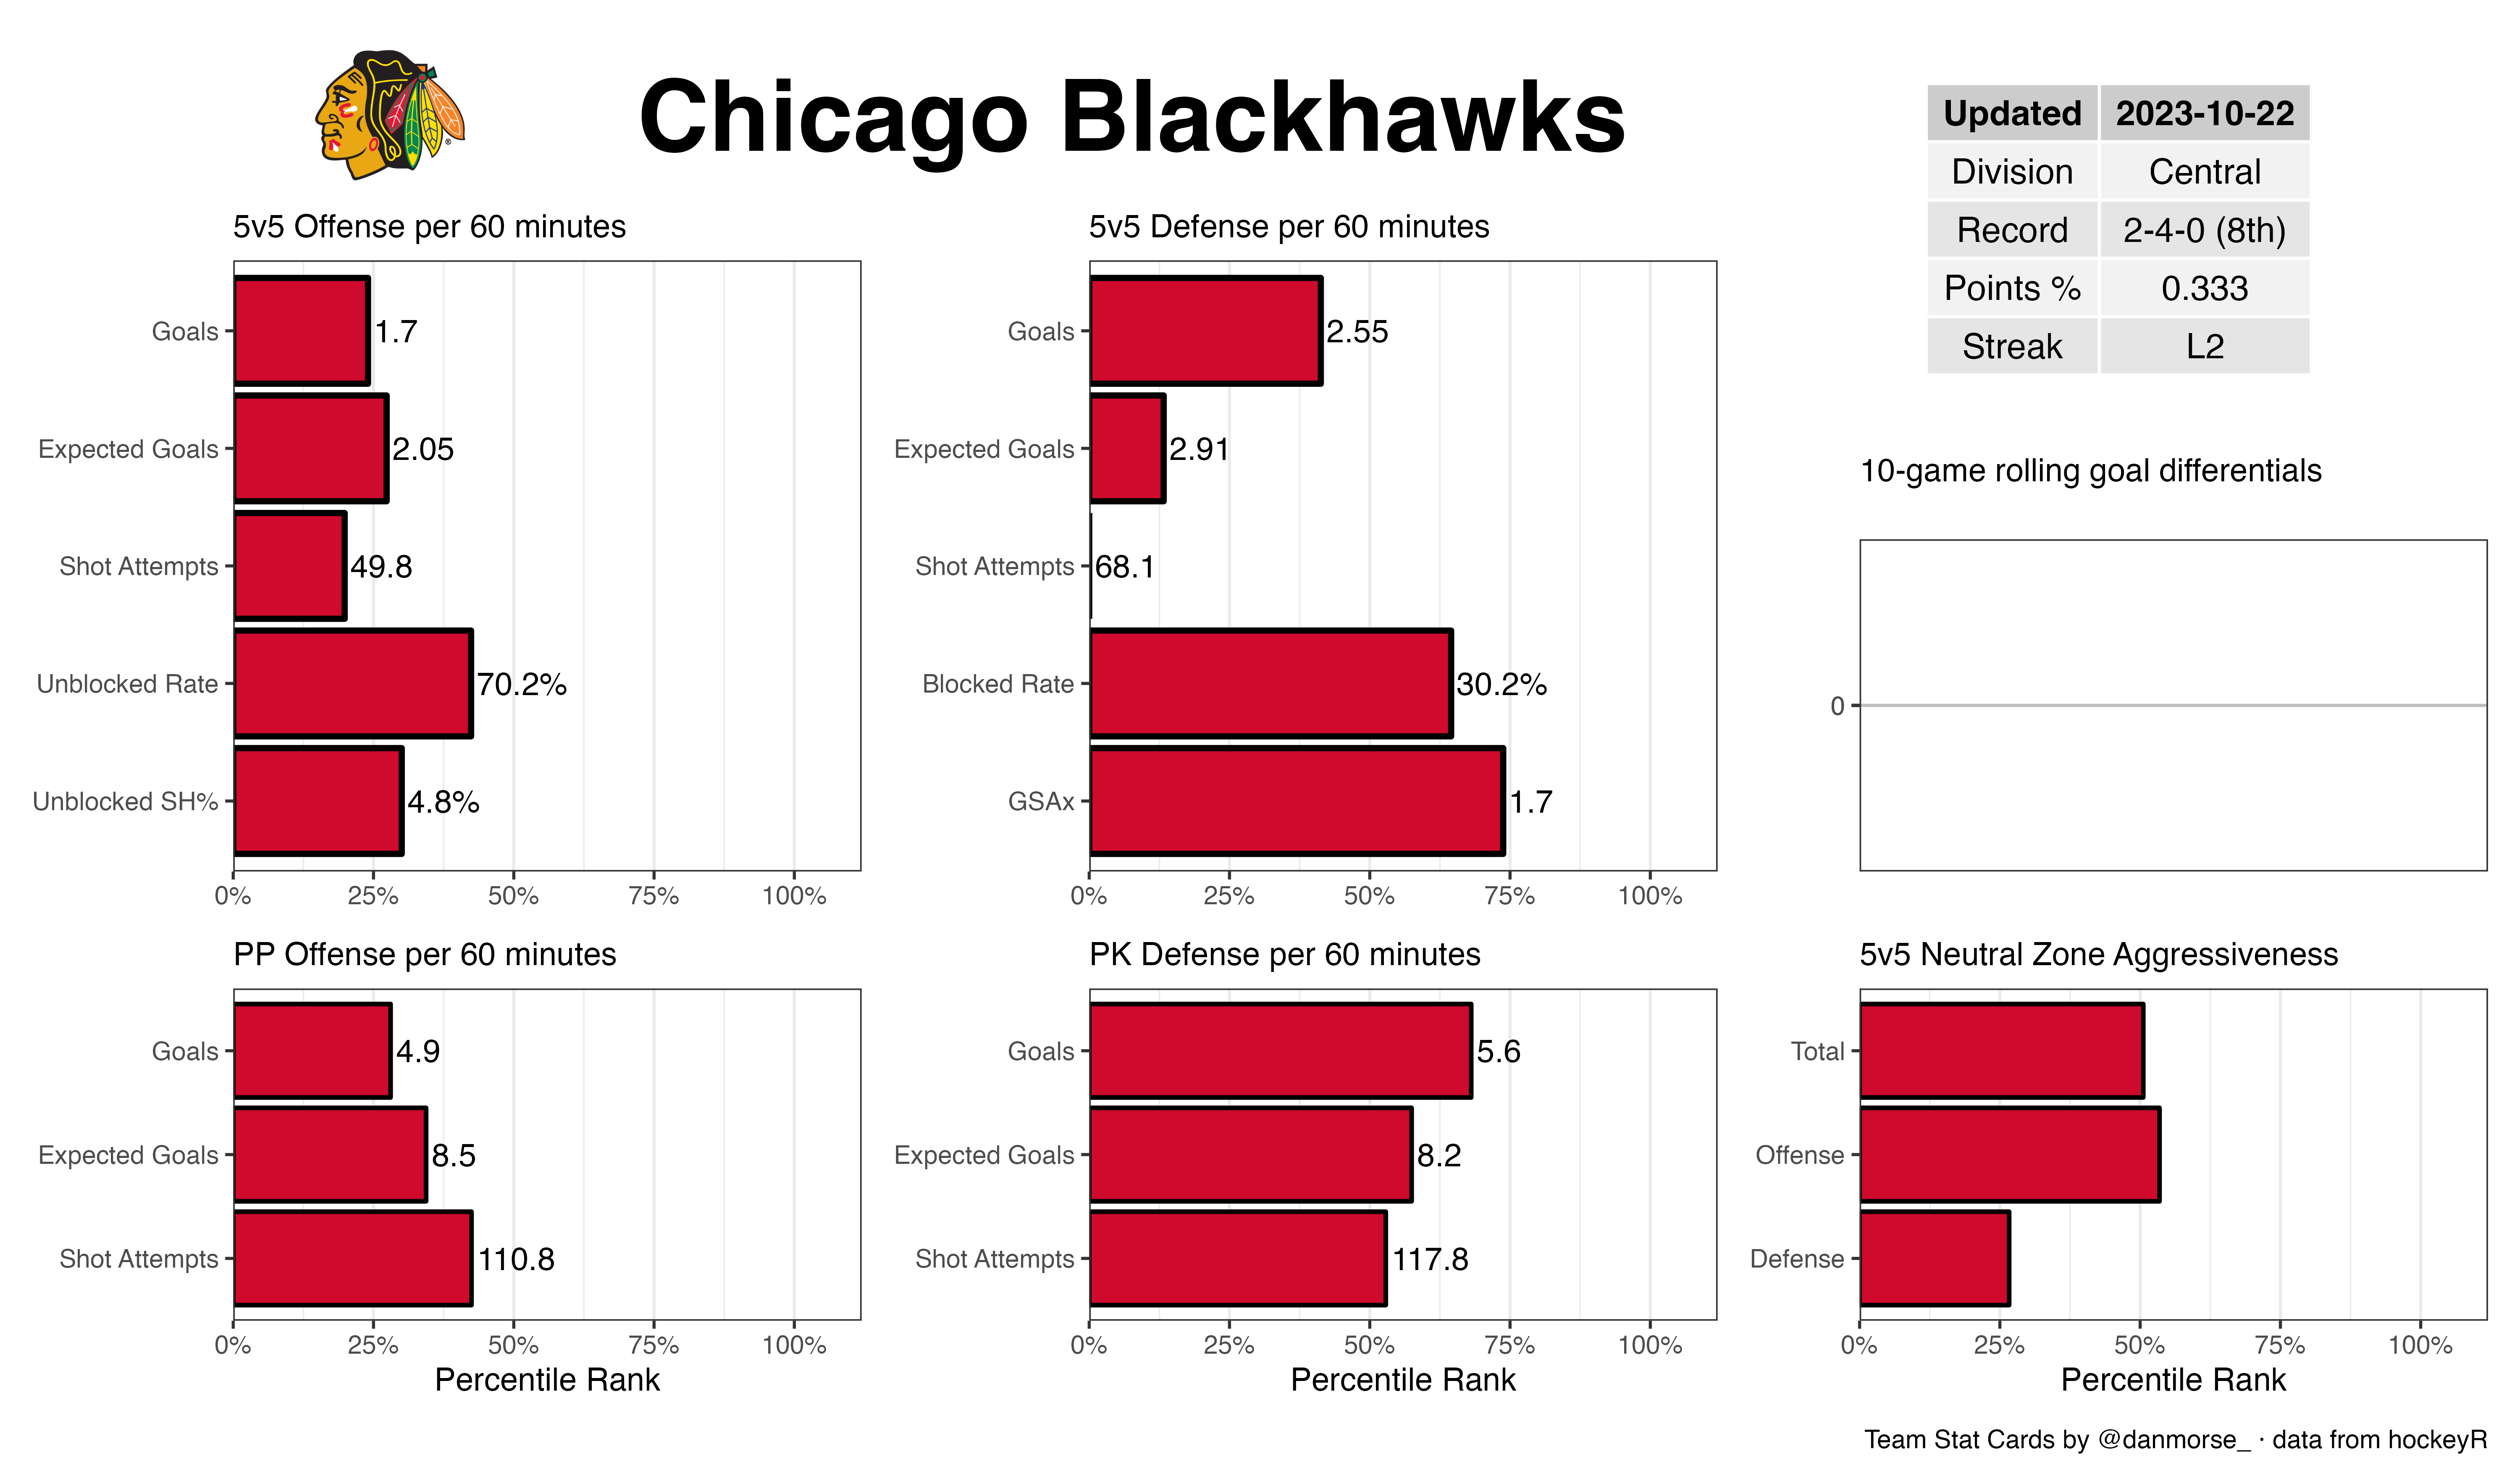 Chicago Blackhawks
Updated 2023-10-22
Division Central
Record 2-4-0 (8th)
Points % 0.333
Streak L2
5v5 Offense per 60 minutes
Goals 1.7
Expected Goals 2.05
Shot Attempts 49.8
Unblocked Rate 70.2%
Unblocked SH% 4.8%
0% 25% 50% 75% 100%
5v5 Defense per 60 minutes
Goals 2.55
Expected Goals 2.91
Shot Attempts 68.1
Blocked Rate 30.2%
GSAx 1.7
0% 25% 50% 75% 100%
10-game rolling goal differentials
0
PP Offense per 60 minutes
Goals 4.9
Expected Goals 8.5
Shot Attempts 110.8
0% 25% 50% 75% 100%
Percentile Rank
PK Defense per 60 minutes
Goals 5.6
Expected Goals 8.2
Shot Attempts 117.8
0% 25% 50% 75% 100%
Percentile Rank
5v5 Neutral Zone Aggressiveness
Total
Offense
Defense
0% 25% 50% 75% 100%
Percentile Rank
Team Stat Cards by @danmorse_ · data from hockeyR